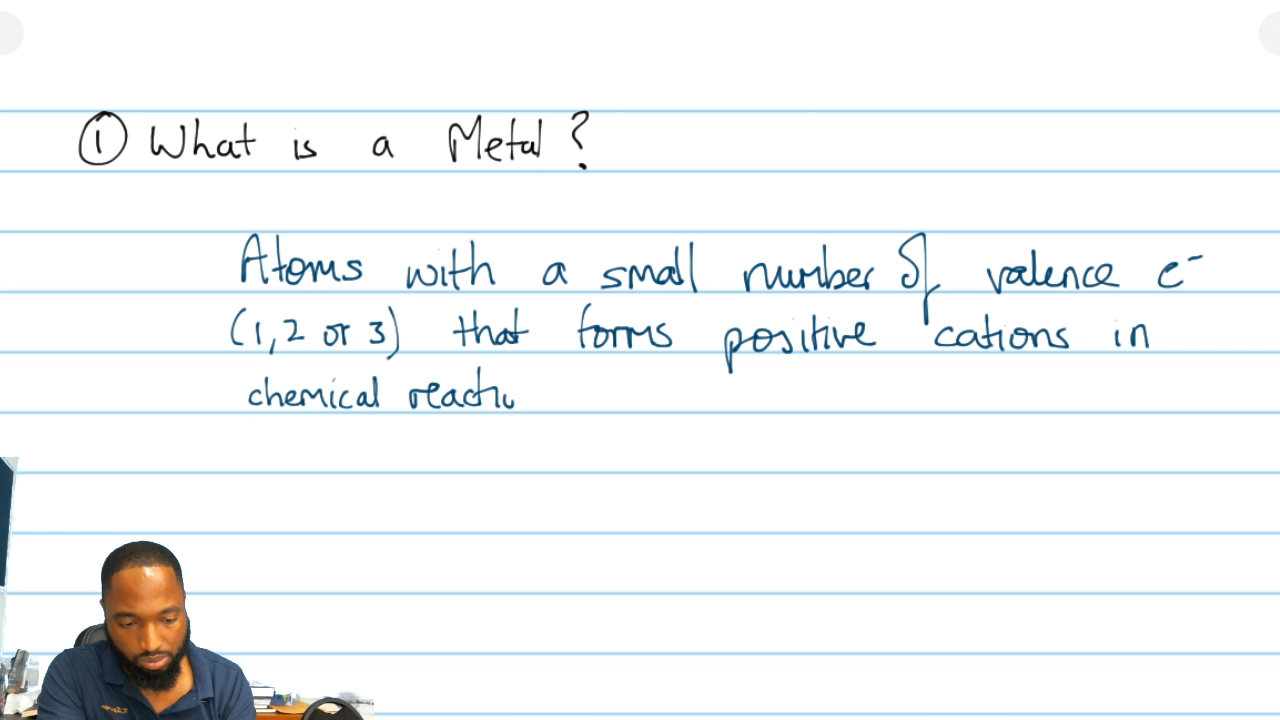 ① What is a Metal?
Atoms with a small number of valence e⁻
(1, 2 or 3) that forms positive cations in
chemical reactio